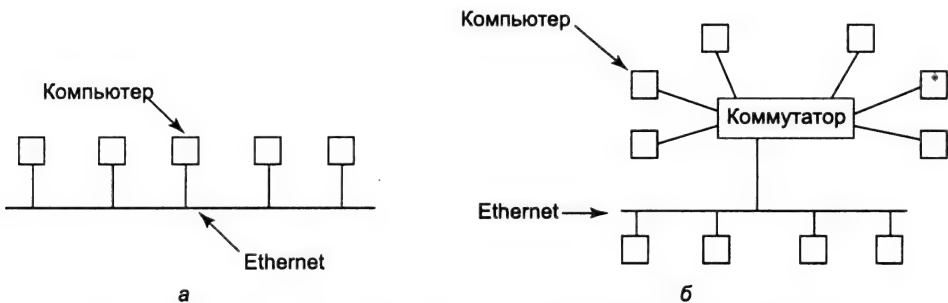 Компьютер
Ethernet
а
Компьютер
Коммутатор
Ethernet
б